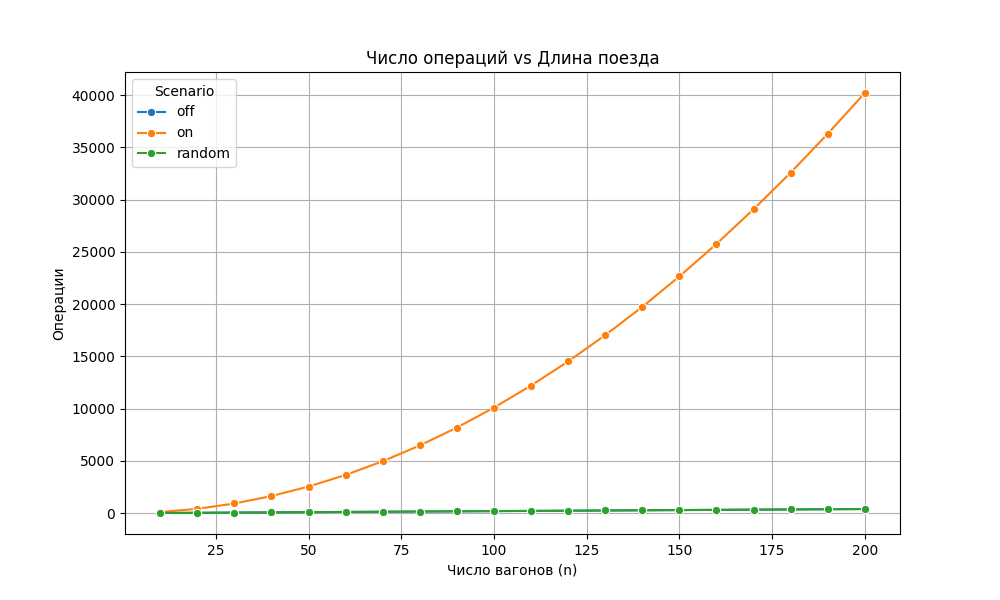 Число операций vs Длина поезда
Scenario
off
on
random
Операции
40000
35000
30000
25000
20000
15000
10000
5000
0
25
50
75
100
125
150
175
200
Число вагонов (n)